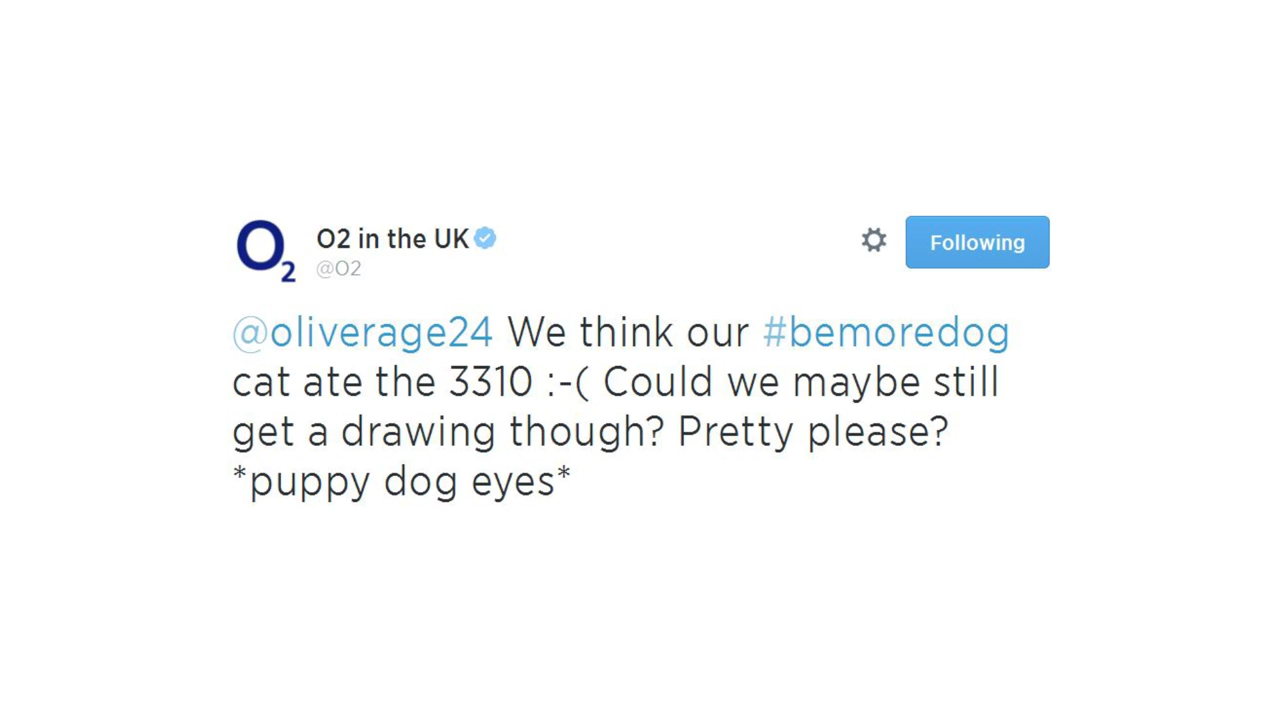 O2
O2 in the UK
@O2
Following
@oliverage24 We think our #bemoredog
cat ate the 3310 :-( Could we maybe still
get a drawing though? Pretty please?
*puppy dog eyes*